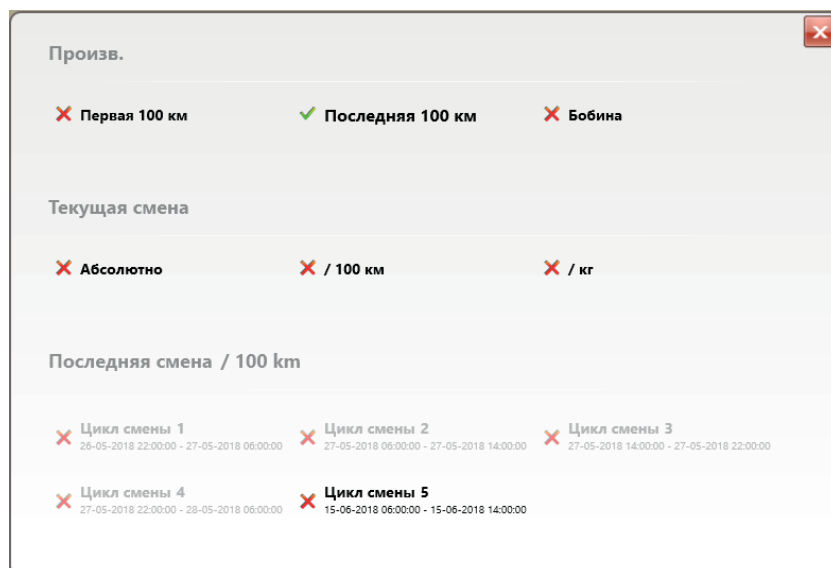 Произв.
Первая 100 км
Последняя 100 км
Бобина
Текущая смена
Абсолютно
/ 100 км
/ кг
Последняя смена / 100 km
Цикл смены 1
26-05-2018 22:00:00 - 27-05-2018 06:00:00
Цикл смены 2
27-05-2018 06:00:00 - 27-05-2018 14:00:00
Цикл смены 3
27-05-2018 14:00:00 - 27-05-2018 22:00:00
Цикл смены 4
27-05-2018 22:00:00 - 28-05-2018 06:00:00
Цикл смены 5
15-06-2018 06:00:00 - 15-06-2018 14:00:00